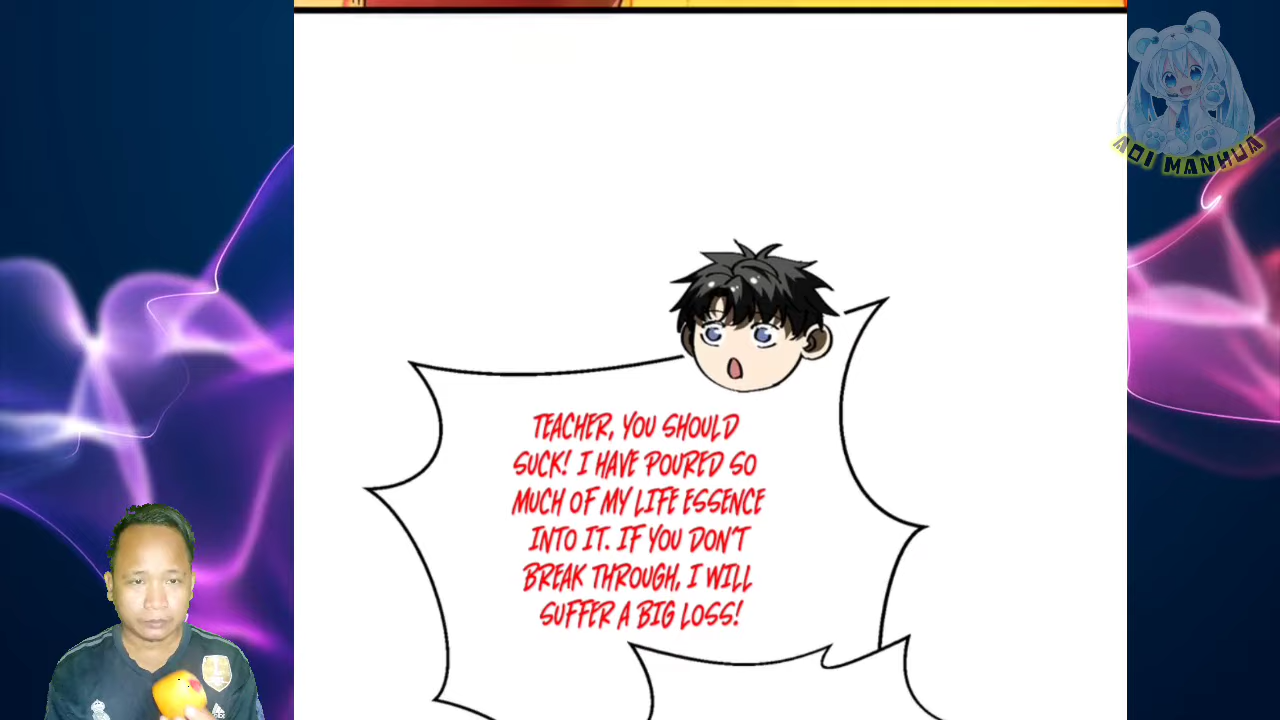 AOI MANHUA
TEACHER, YOU SHOULD
SUCK! I HAVE POURED SO
MUCH OF MY LIFE ESSENCE
INTO IT. IF YOU DON'T
BREAK THROUGH, I WILL
SUFFER A BIG LOSS!